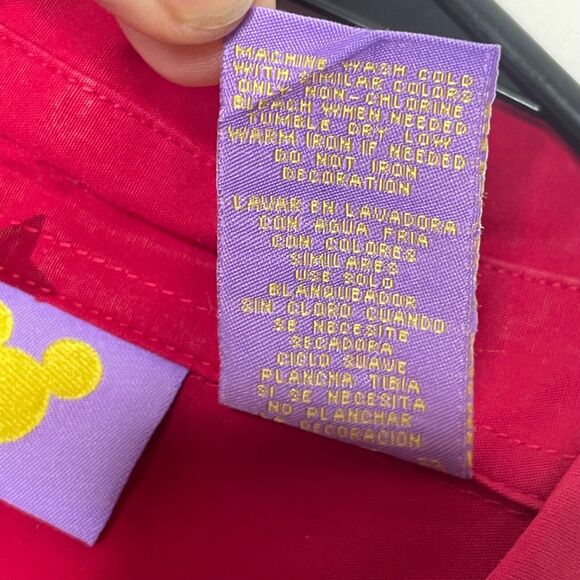 MACHINE WASH COLD
WITH SIMILAR COLORS
ONLY NON-CHLORINE
BLEACH WHEN NEEDED
TUMBLE DRY LOW
WARM IRON IF NEEDED
DO NOT IRON
DECORATION
LAVAR EN LAVADORA
CON AGUA FRIA
CON COLORES
SIMILARES
USE SOLO
BLANQUEADOR
SIN CLORO CUANDO
SE NECESITE
SECADORA
CICLO SUAVE
PLANCHA TIBIA
SI SE NECESITA
NO PLANCHAR
LA DECORACION